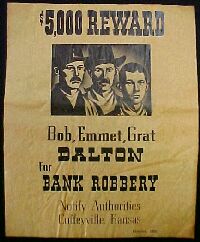 $5,000 REWARD
Bob, Emmet, Grat
DALTON
for
BANK ROBBERY
Notify Authorities
Coffeyville, Kansas